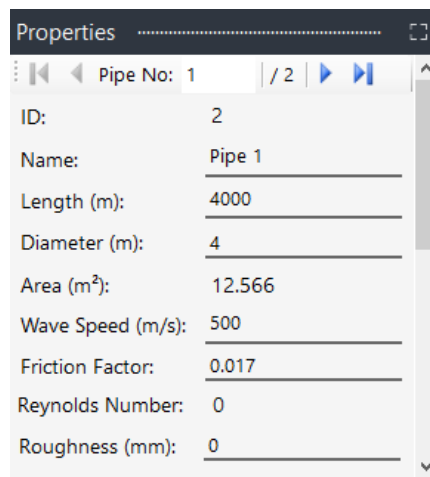 Properties
Pipe No: 1 / 2
ID: 2
Name: Pipe 1
Length (m): 4000
Diameter (m): 4
Area (m²): 12.566
Wave Speed (m/s): 500
Friction Factor: 0.017
Reynolds Number: 0
Roughness (mm): 0